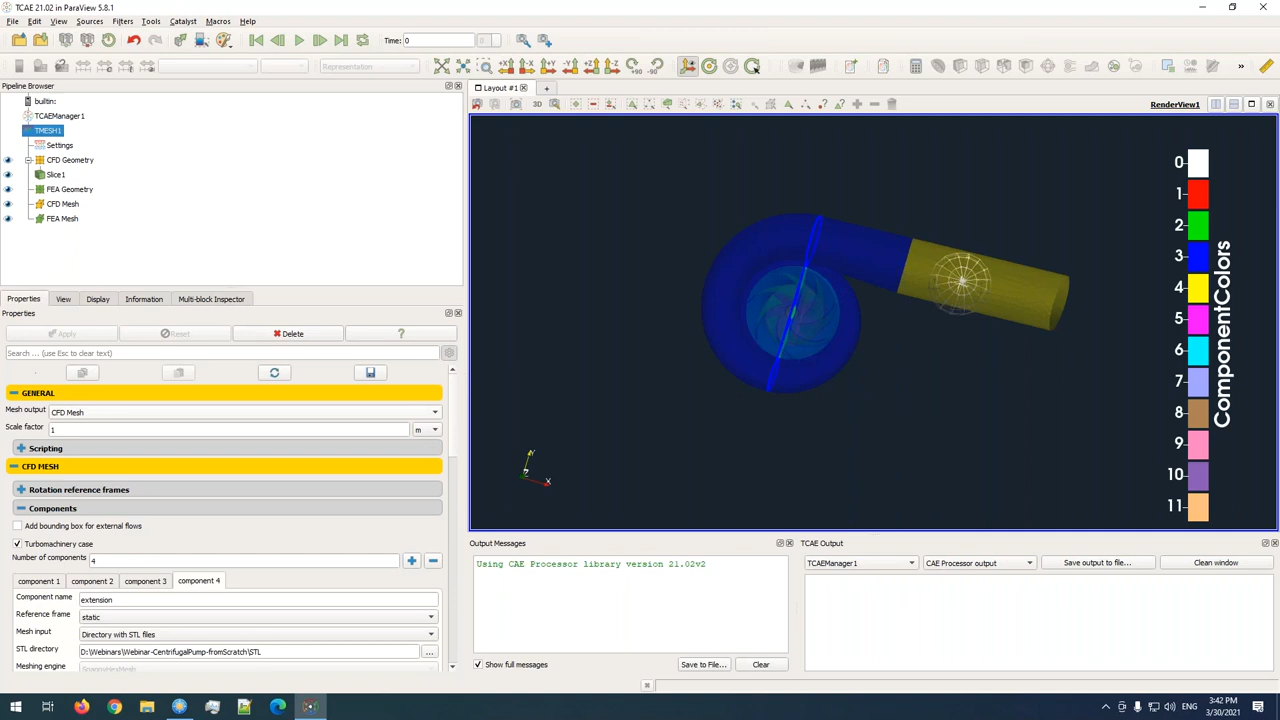 TCAE 21.02 in ParaView 5.8.1
File Edit View Sources Filters Tools Catalyst Macros Help
Time: 0
Representation
+X -X +Y -Y +Z -Z +90 -90
Pipeline Browser
builtin:
TCAEManager1
TMESH1
Settings
CFD Geometry
Slice1
FEA Geometry
CFD Mesh
FEA Mesh
Properties View Display Information Multi-block Inspector
Properties
Apply Reset Delete ?
Search ... (use Esc to clear text)
GENERAL
Mesh output CFD Mesh
Scale factor 1 m
Scripting
CFD MESH
Rotation reference frames
Components
Add bounding box for external flows
Turbomachinery case
Number of components 4
component 1 component 2 component 3 component 4
Component name extension
Reference frame static
Mesh input Directory with STL files
STL directory D:\Webinars\Webinar-CentrifugalPump-fromScratch\STL ...
Meshing engine SnappyHexMesh
Layout #1
3D
RenderView1
0
1
2
3
4
5
6
7
8
9
10
11
ComponentColors
Y
Z
X
Output Messages
Using CAE Processor library version 21.02v2
Show full messages Save to File... Clear
TCAE Output
TCAEManager1 CAE Processor output Save output to file... Clean window
ENG
3:42 PM
3/30/2021